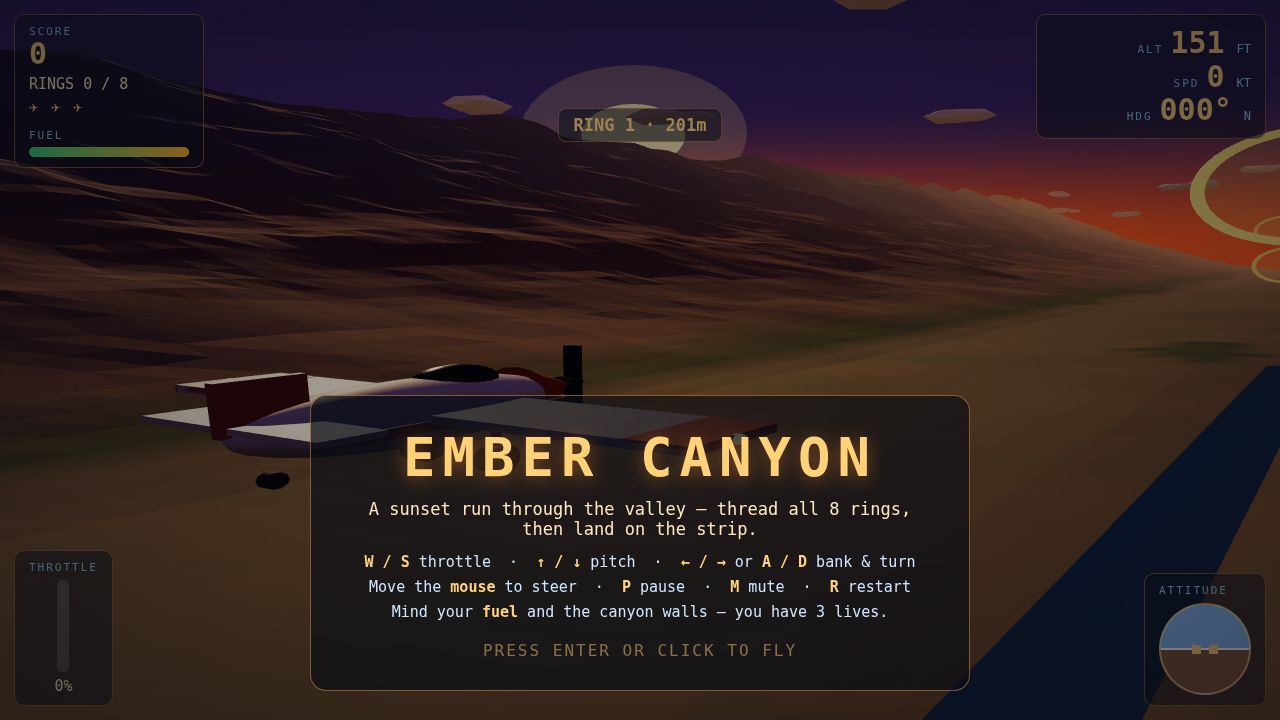 SCORE
0
RINGS 0 / 8
FUEL
RING 1 · 201m
ALT 151 FT
SPD 0 KT
HDG 000° N
EMBER CANYON
A sunset run through the valley — thread all 8 rings,
then land on the strip.
W / S throttle · ↑ / ↓ pitch · ← / → or A / D bank & turn
Move the mouse to steer · P pause · M mute · R restart
Mind your fuel and the canyon walls — you have 3 lives.
PRESS ENTER OR CLICK TO FLY
THROTTLE
0%
ATTITUDE